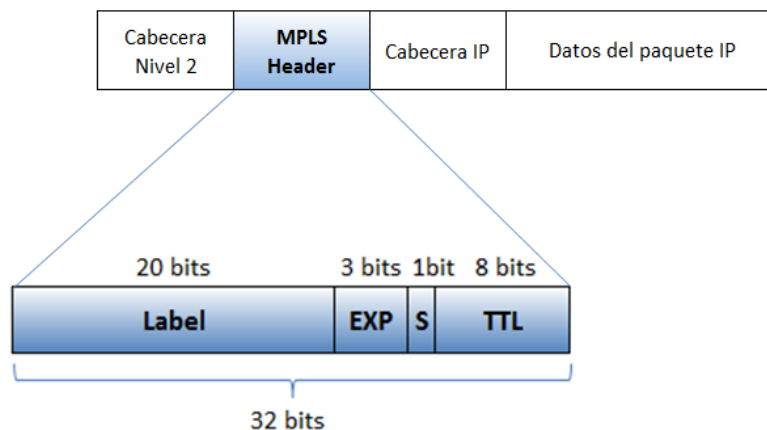 Cabecera MPLS
Nivel 2 Header Cabecera IP Datos del paquete IP
20 bits 3 bits 1bit 8 bits
Label EXP S TTL
32 bits